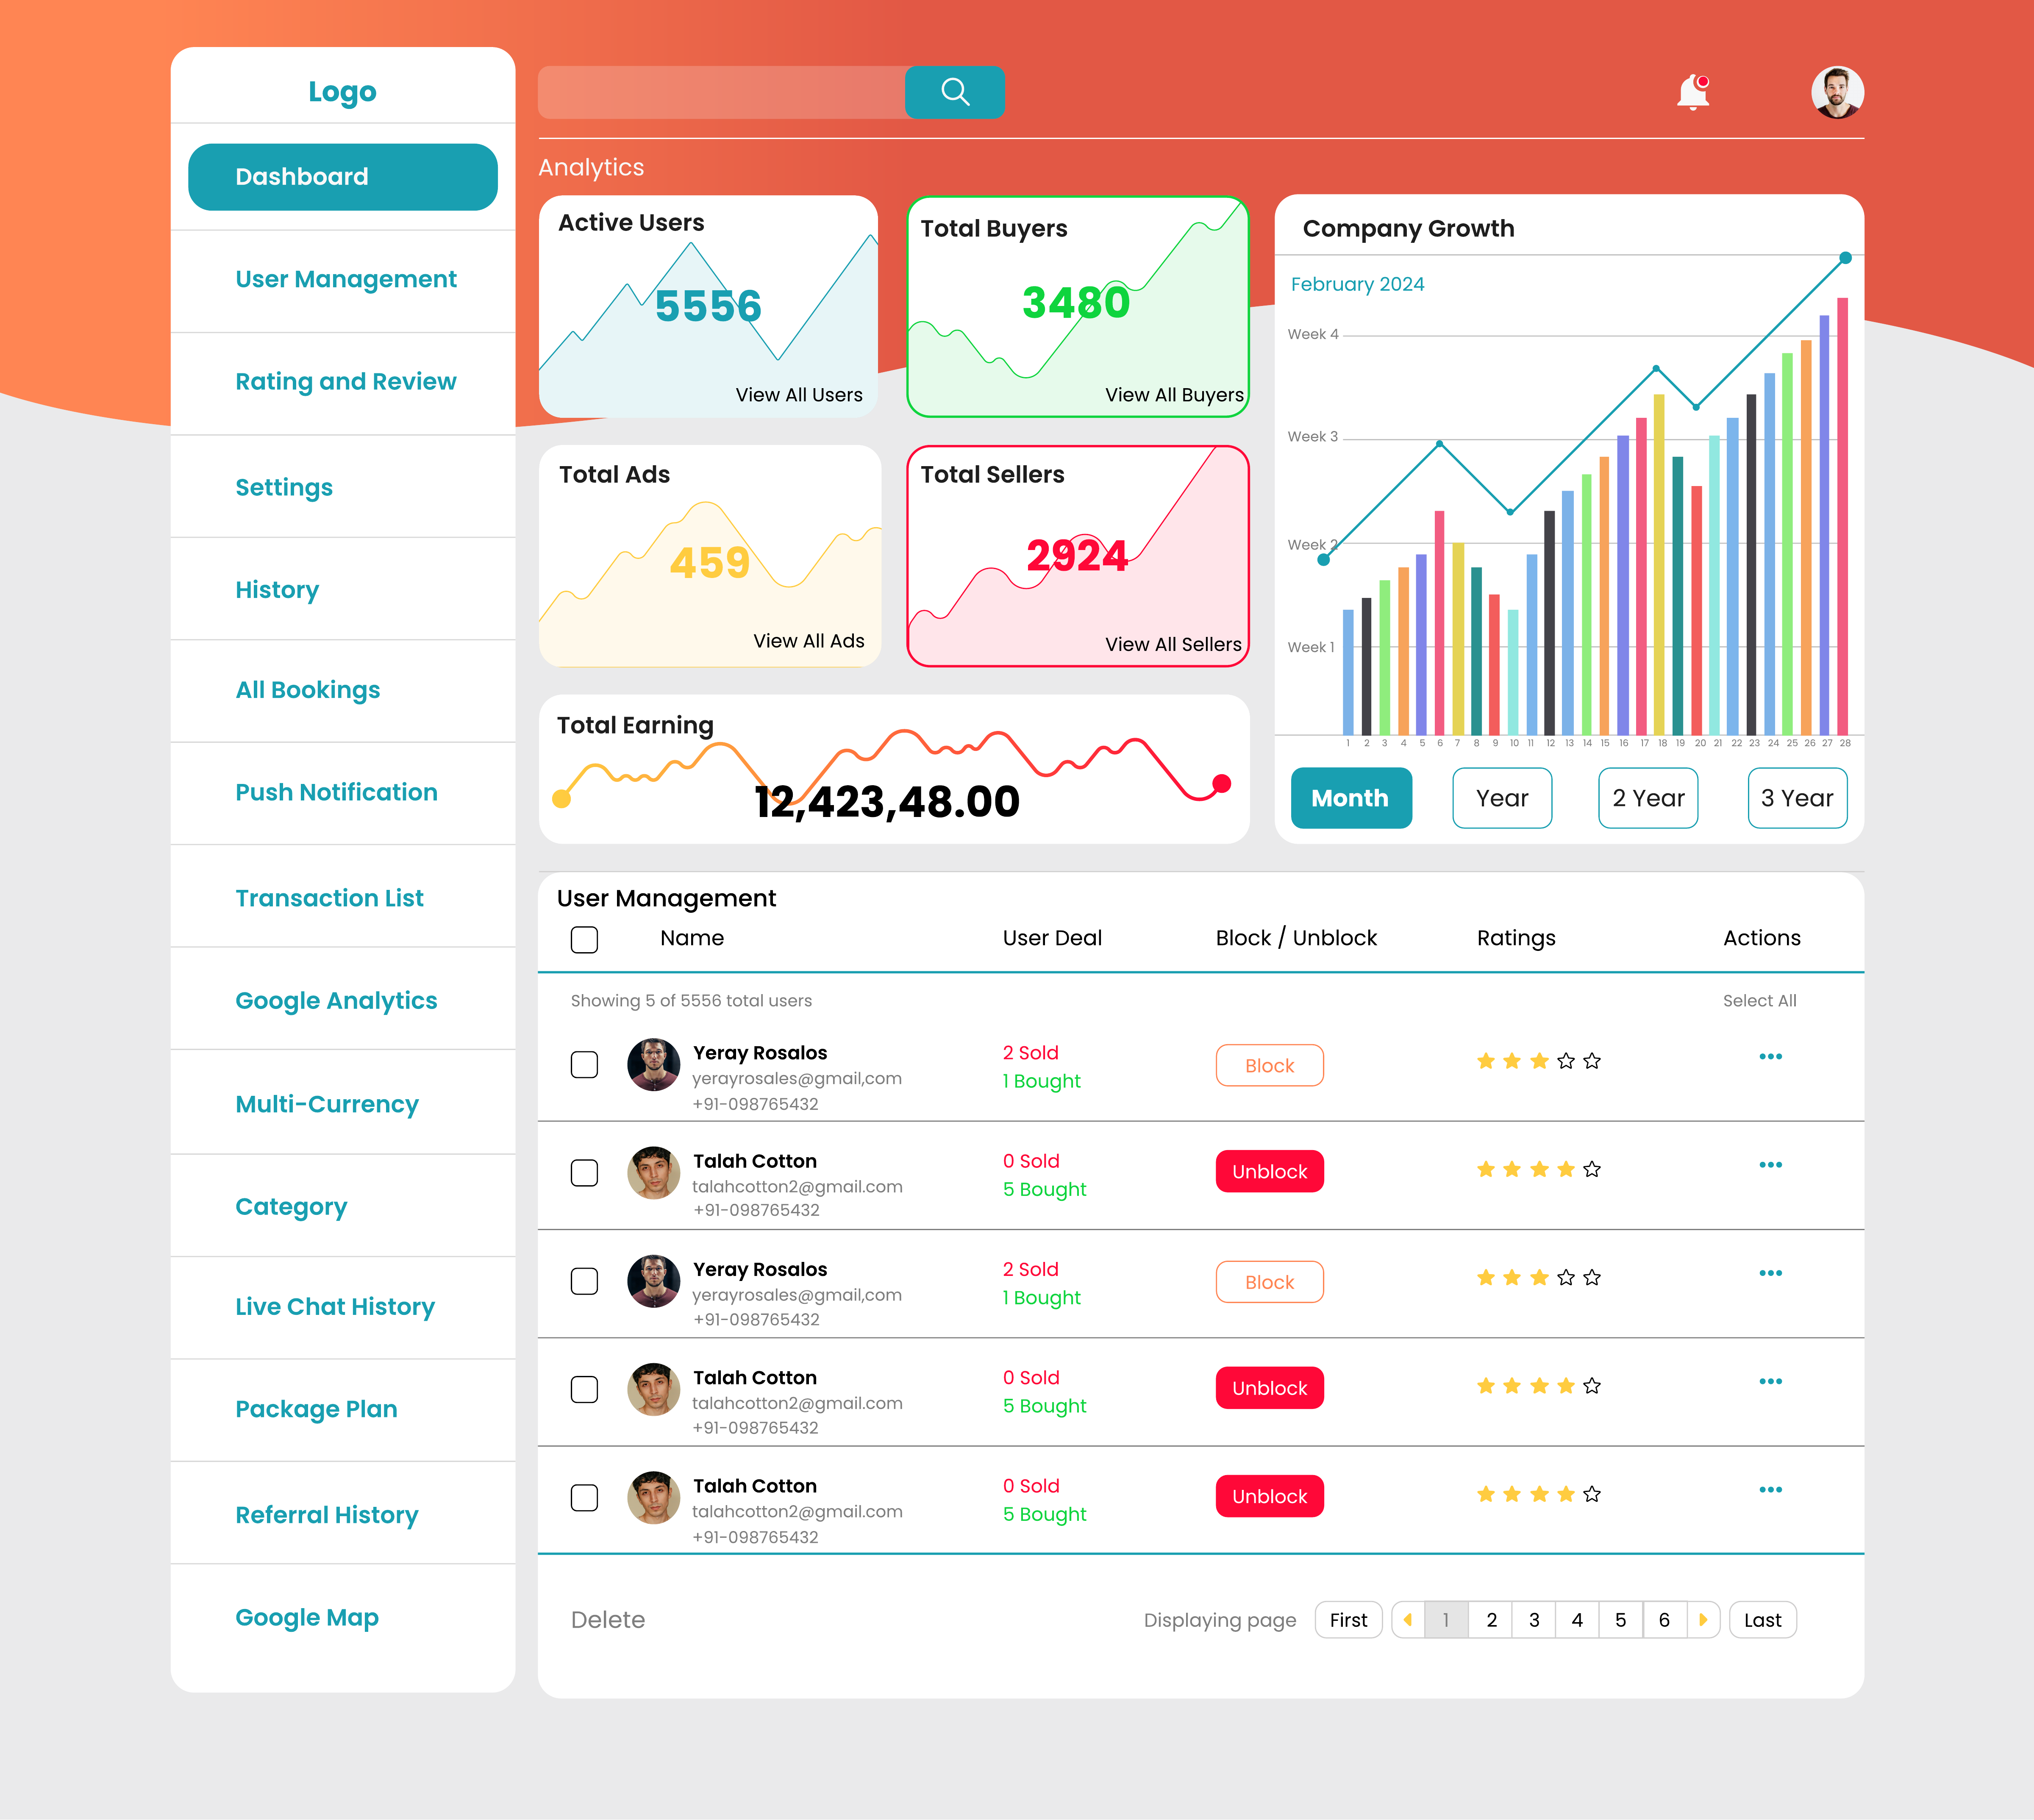 Logo
Dashboard
User Management
Rating and Review
Settings
History
All Bookings
Push Notification
Transaction List
Google Analytics
Multi-Currency
Category
Live Chat History
Package Plan
Referral History
Google Map
Analytics
Active Users
5556
View All Users
Total Buyers
3480
View All Buyers
Total Ads
459
View All Ads
Total Sellers
2924
View All Sellers
Total Earning
12,423,48.00
Company Growth
February 2024
Week 4
Week 3
Week 2
Week 1
1 2 3 4 5 6 7 8 9 10 11 12 13 14 15 16 17 18 19 20 21 22 23 24 25 26 27 28
Month Year 2 Year 3 Year
User Management
Name User Deal Block / Unblock Ratings Actions
Showing 5 of 5556 total users Select All
Yeray Rosalos 2 Sold
yerayrosales@gmail,com 1 Bought Block
+91-098765432
Talah Cotton 0 Sold
talahcotton2@gmail.com 5 Bought Unblock
+91-098765432
Yeray Rosalos 2 Sold
yerayrosales@gmail,com 1 Bought Block
+91-098765432
Talah Cotton 0 Sold
talahcotton2@gmail.com 5 Bought Unblock
+91-098765432
Talah Cotton 0 Sold
talahcotton2@gmail.com 5 Bought Unblock
+91-098765432
Delete Displaying page First 1 2 3 4 5 6 Last